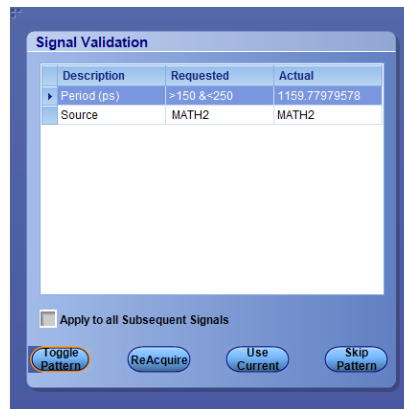 Signal Validation
Description Requested Actual
Period (ps) >150 &<250 1159.77979578
Source MATH2 MATH2
Apply to all Subsequent Signals
Toggle Pattern ReAcquire Use Current Skip Pattern